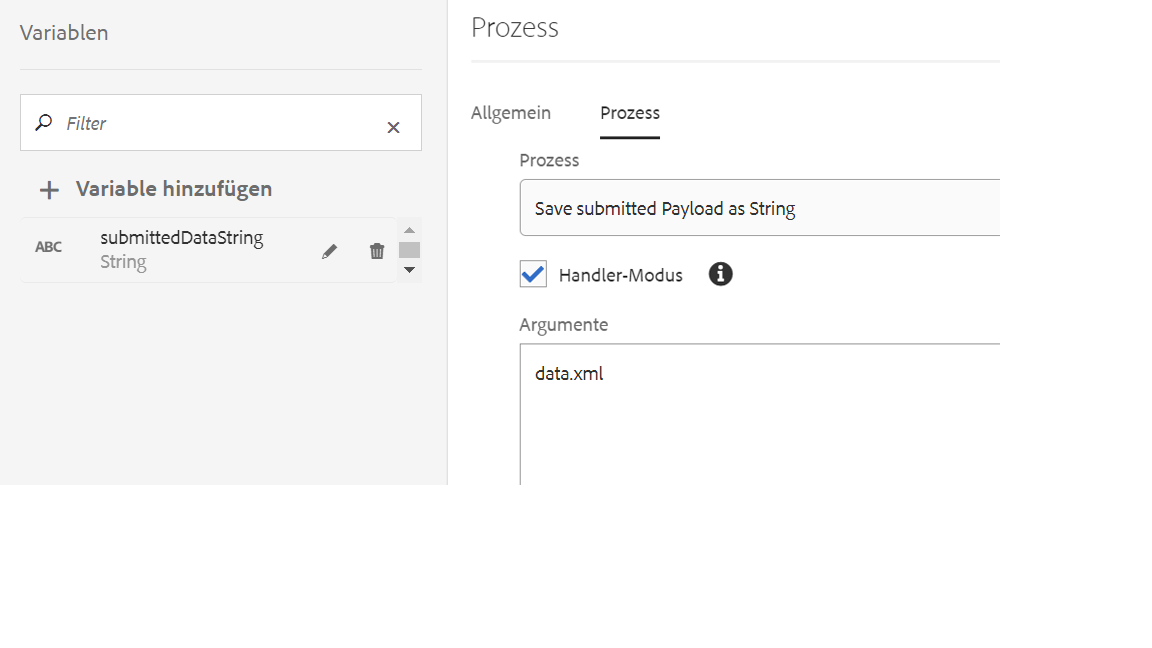 Variablen
Filter
Variable hinzufügen
ABC
submittedDataString
String
Prozess
Allgemein
Prozess
Prozess
Save submitted Payload as String
Handler-Modus
Argumente
data.xml